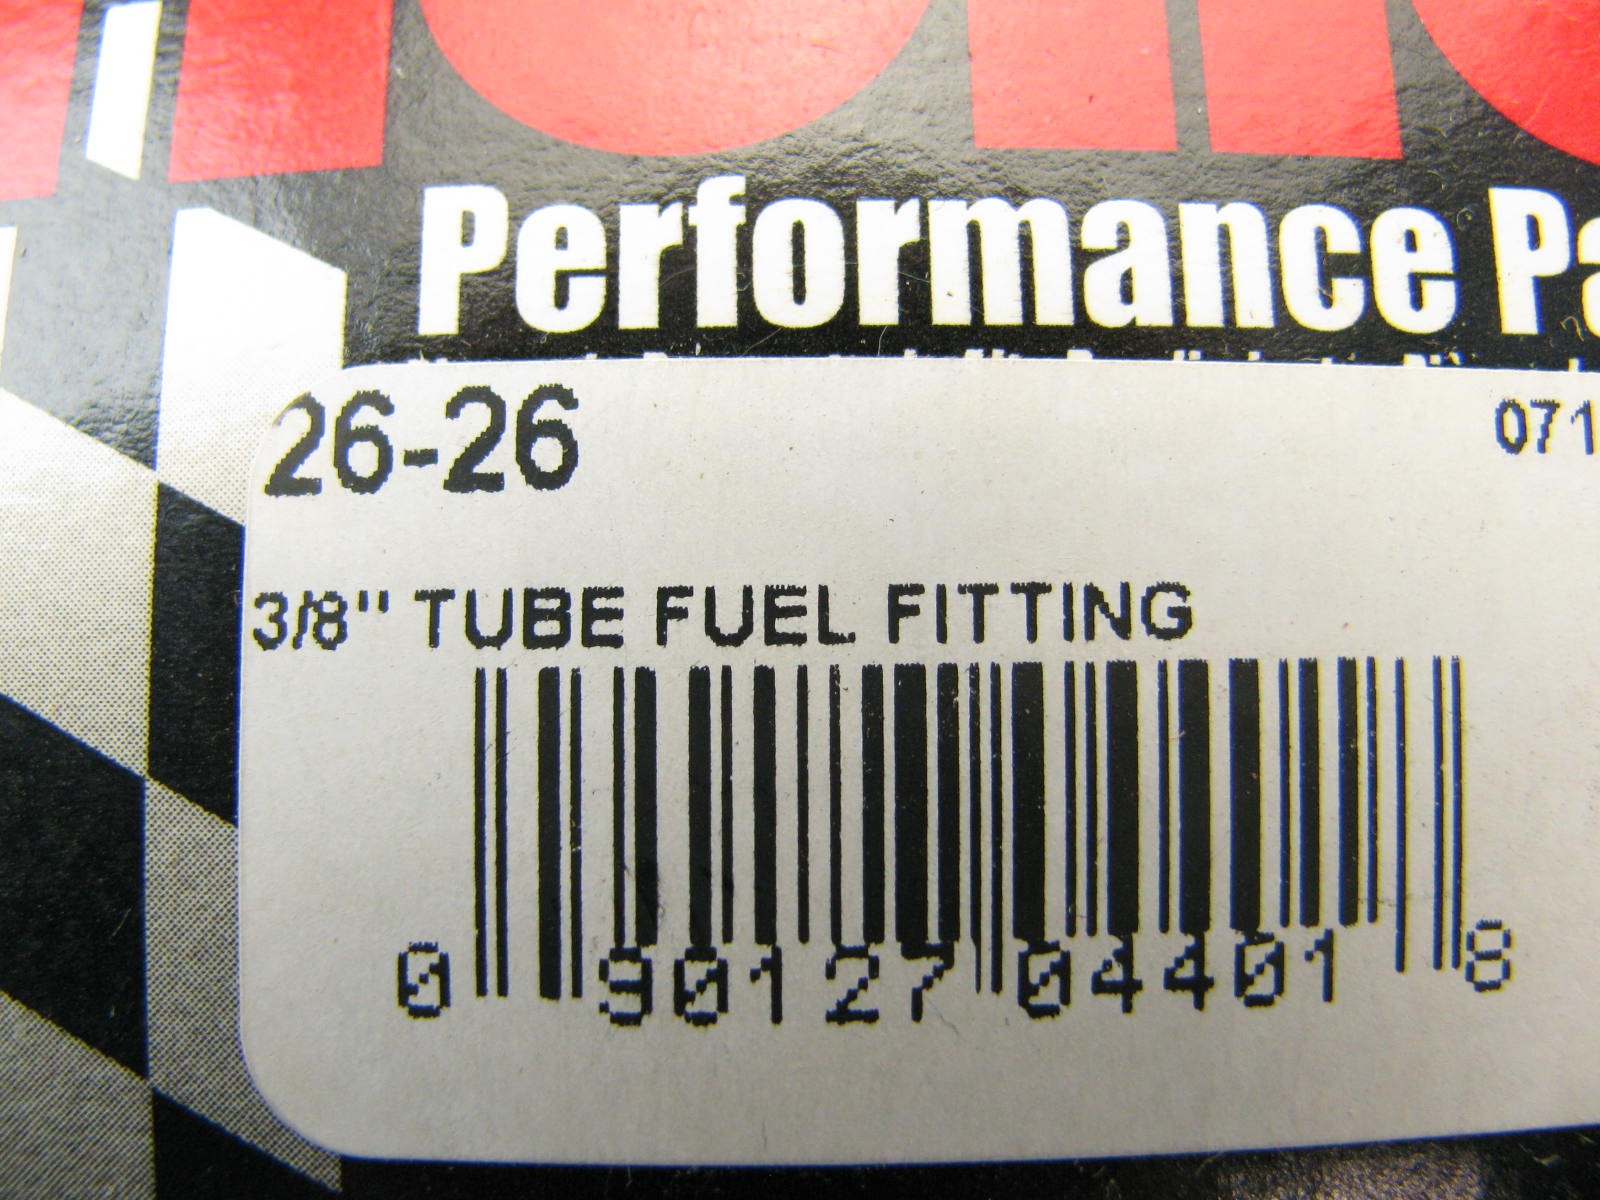 Performance Pa
26-26
071
3/8" TUBE FUEL FITTING
0 90127 04401 8